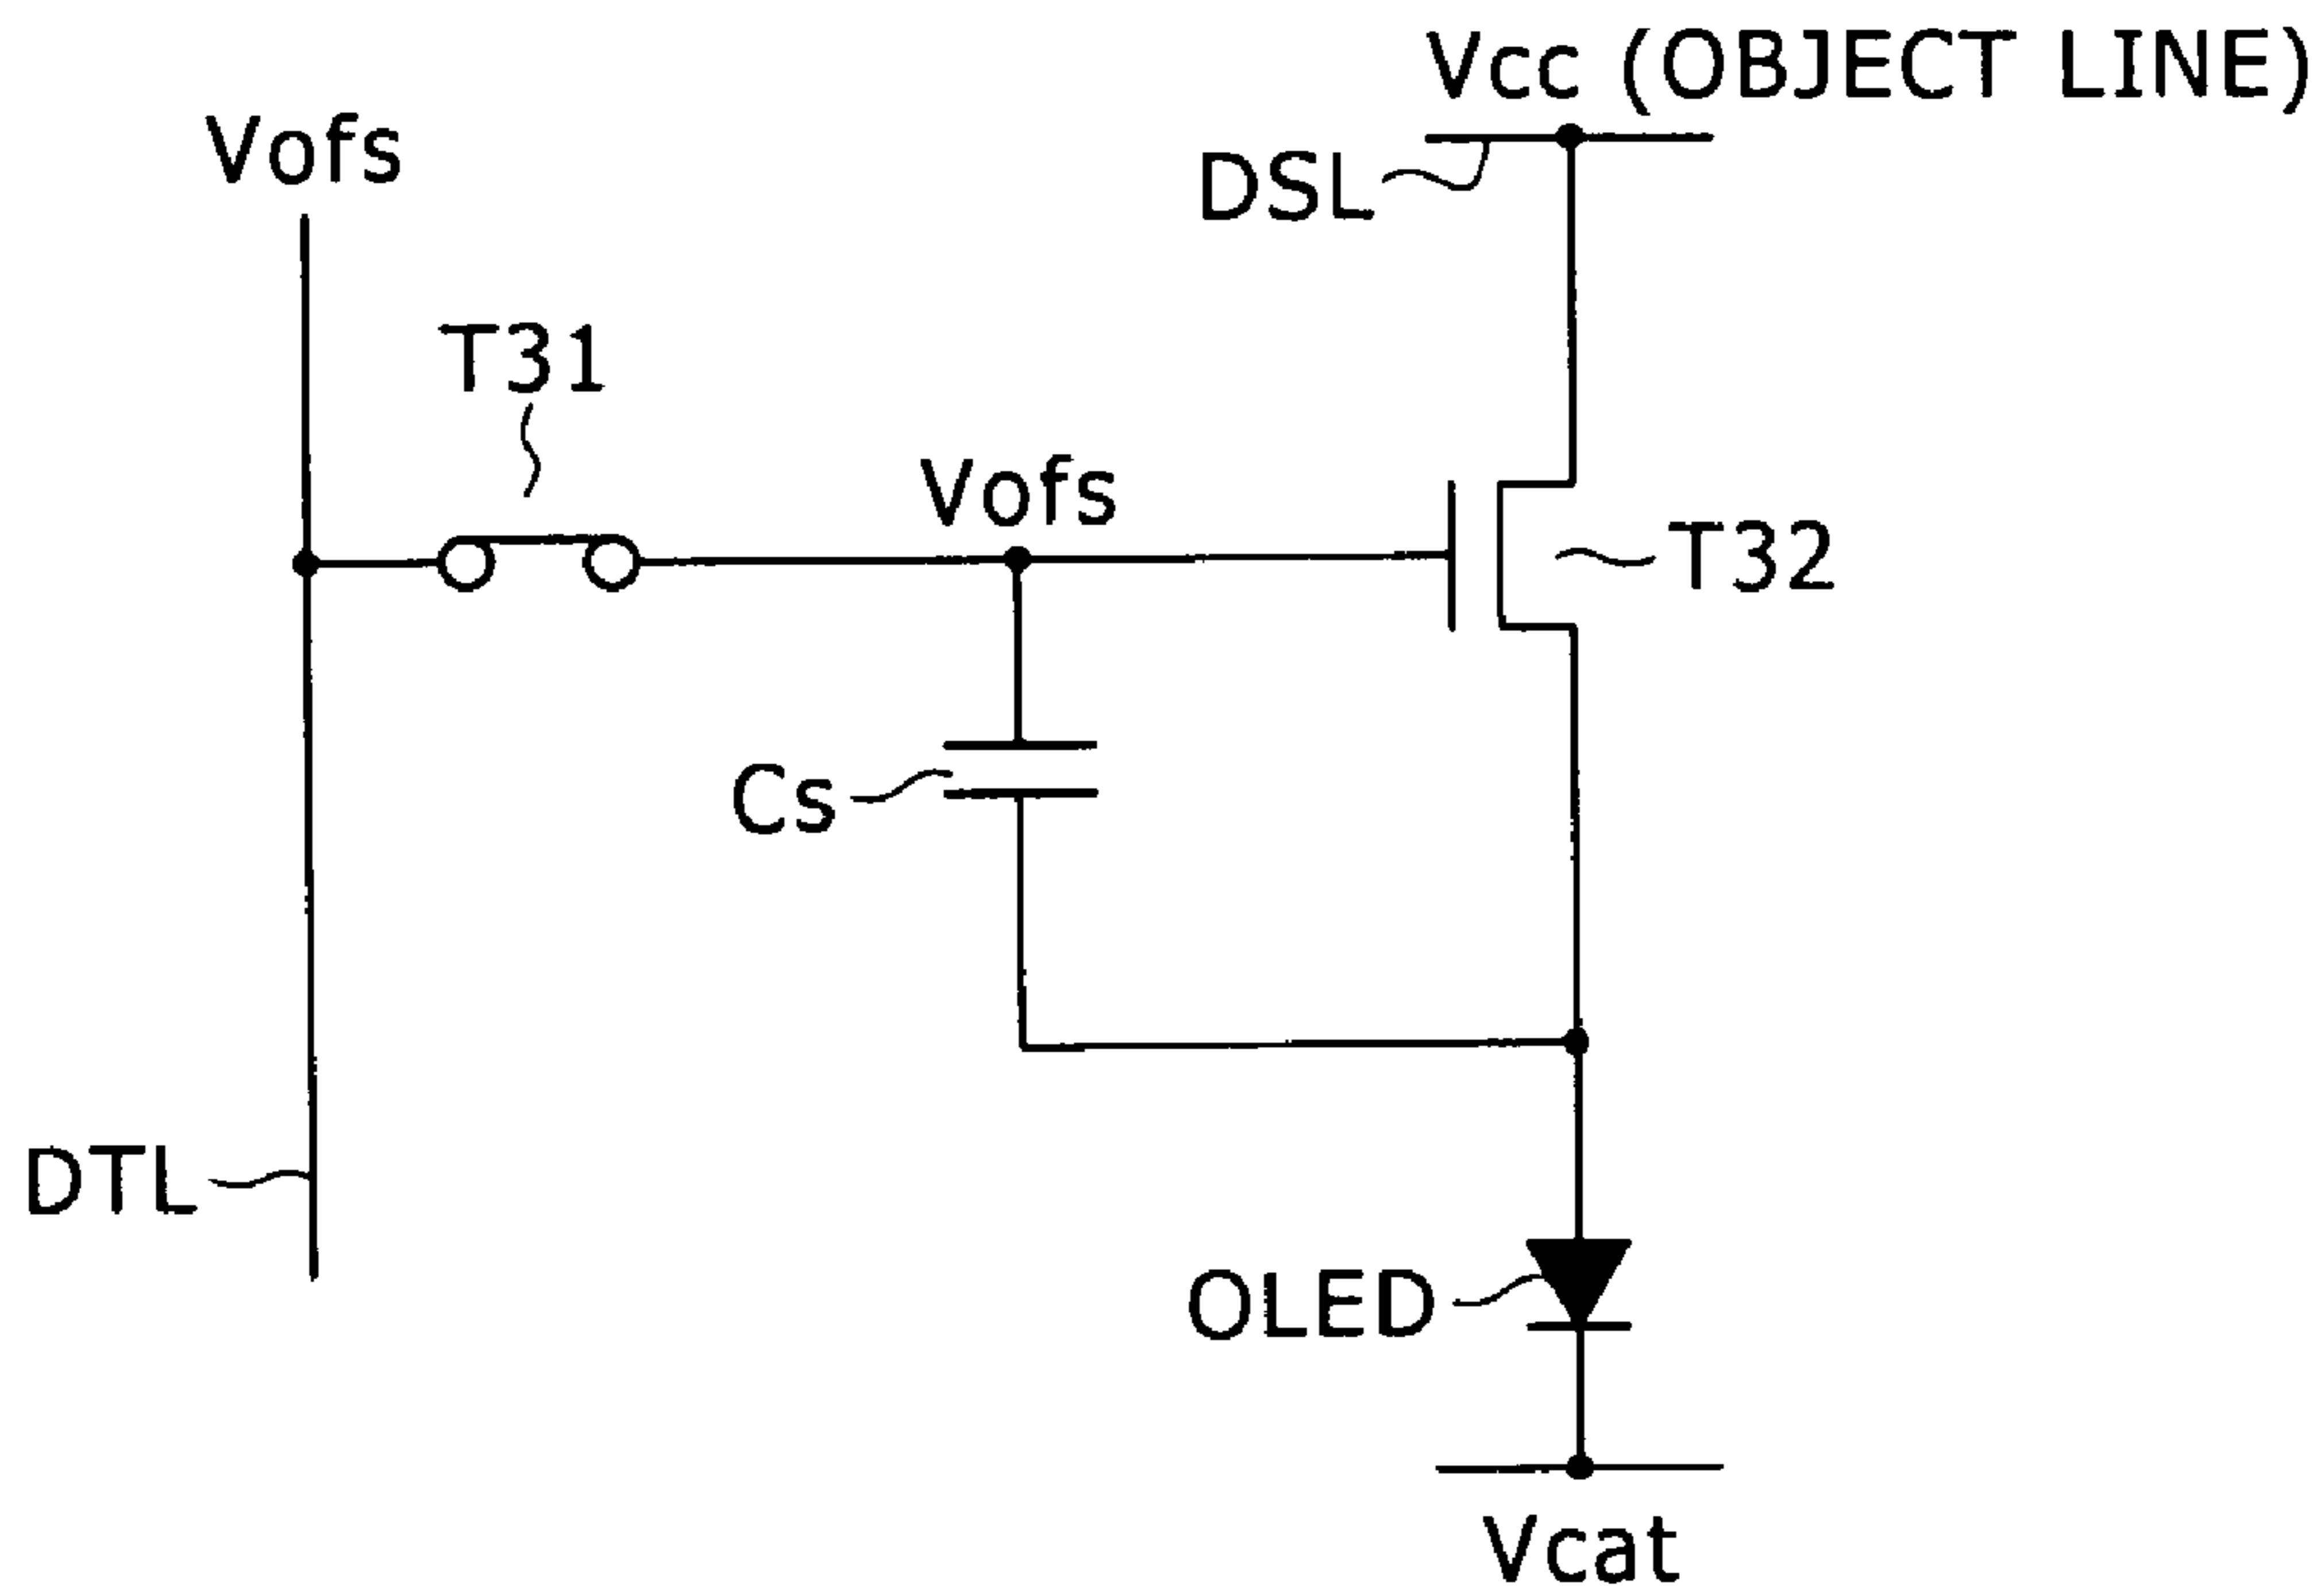 Vcc (OBJECT LINE)
Vofs
DSL
T31
Vofs
T32
Cs
DTL
OLED
Vcat